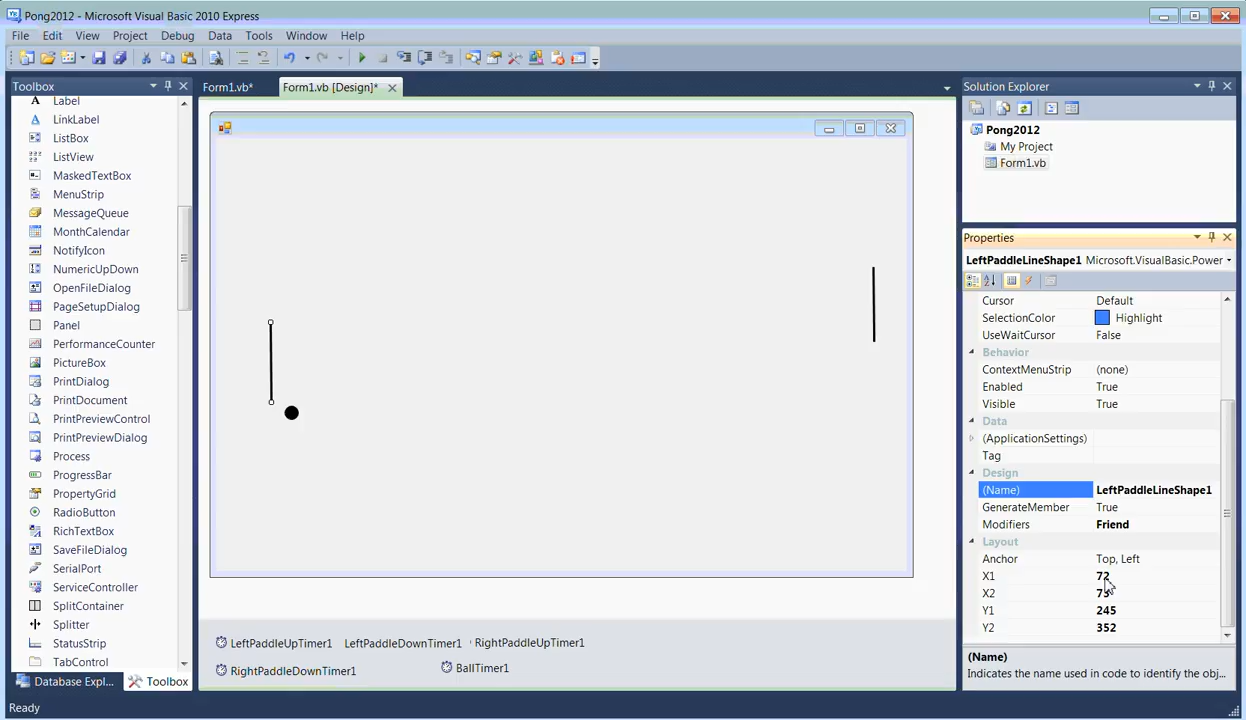 Pong2012 - Microsoft Visual Basic 2010 Express
File Edit View Project Debug Data Tools Window Help
Toolbox
Label
LinkLabel
ListBox
ListView
MaskedTextBox
MenuStrip
MessageQueue
MonthCalendar
NotifyIcon
NumericUpDown
OpenFileDialog
PageSetupDialog
Panel
PerformanceCounter
PictureBox
PrintDialog
PrintDocument
PrintPreviewControl
PrintPreviewDialog
Process
ProgressBar
PropertyGrid
RadioButton
RichTextBox
SaveFileDialog
SerialPort
ServiceController
SplitContainer
Splitter
StatusStrip
TabControl
Database Expl... Toolbox
Form1.vb* Form1.vb [Design]*
LeftPaddleUpTimer1 LeftPaddleDownTimer1 RightPaddleUpTimer1
RightPaddleDownTimer1 BallTimer1
Solution Explorer
Pong2012
My Project
Form1.vb
Properties
LeftPaddleLineShape1 Microsoft.VisualBasic.Power
Cursor Default
SelectionColor Highlight
UseWaitCursor False
Behavior
ContextMenuStrip (none)
Enabled True
Visible True
Data
(ApplicationSettings)
Tag
Design
(Name) LeftPaddleLineShape1
GenerateMember True
Modifiers Friend
Layout
Anchor Top, Left
X1 72
X2
Y1 245
Y2 352
(Name)
Indicates the name used in code to identify the obj...
Ready